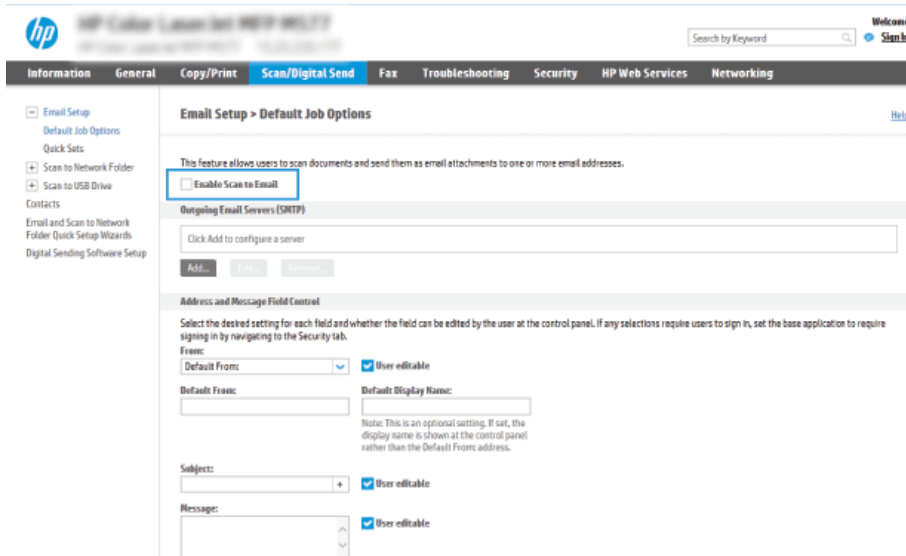 hp
HP Color LaserJet MFP M577
Welcome
Search by Keyword
Sign In
Information General Copy/Print Scan/Digital Send Fax Troubleshooting Security HP Web Services Networking
Email Setup
Default Job Options
Quick Sets
Scan to Network Folder
Scan to USB Drive
Contacts
Email and Scan to Network
Folder Quick Setup Wizards
Digital Sending Software Setup
Email Setup > Default Job Options
Help
This feature allows users to scan documents and send them as email attachments to one or more email addresses.
Enable Scan to Email
Outgoing Email Servers (SMTP)
Click Add to configure a server
Add... Edit... Remove...
Address and Message Field Control
Select the desired setting for each field and whether the field can be edited by the user at the control panel. If any selections require users to sign in, set the base application to require
signing in by navigating to the Security tab.
From:
Default From: User editable
Default From: Default Display Name:
Note: This is an optional setting. If set, the
display name is shown at the control panel
rather than the Default From: address.
Subject:
+ User editable
Message:
User editable